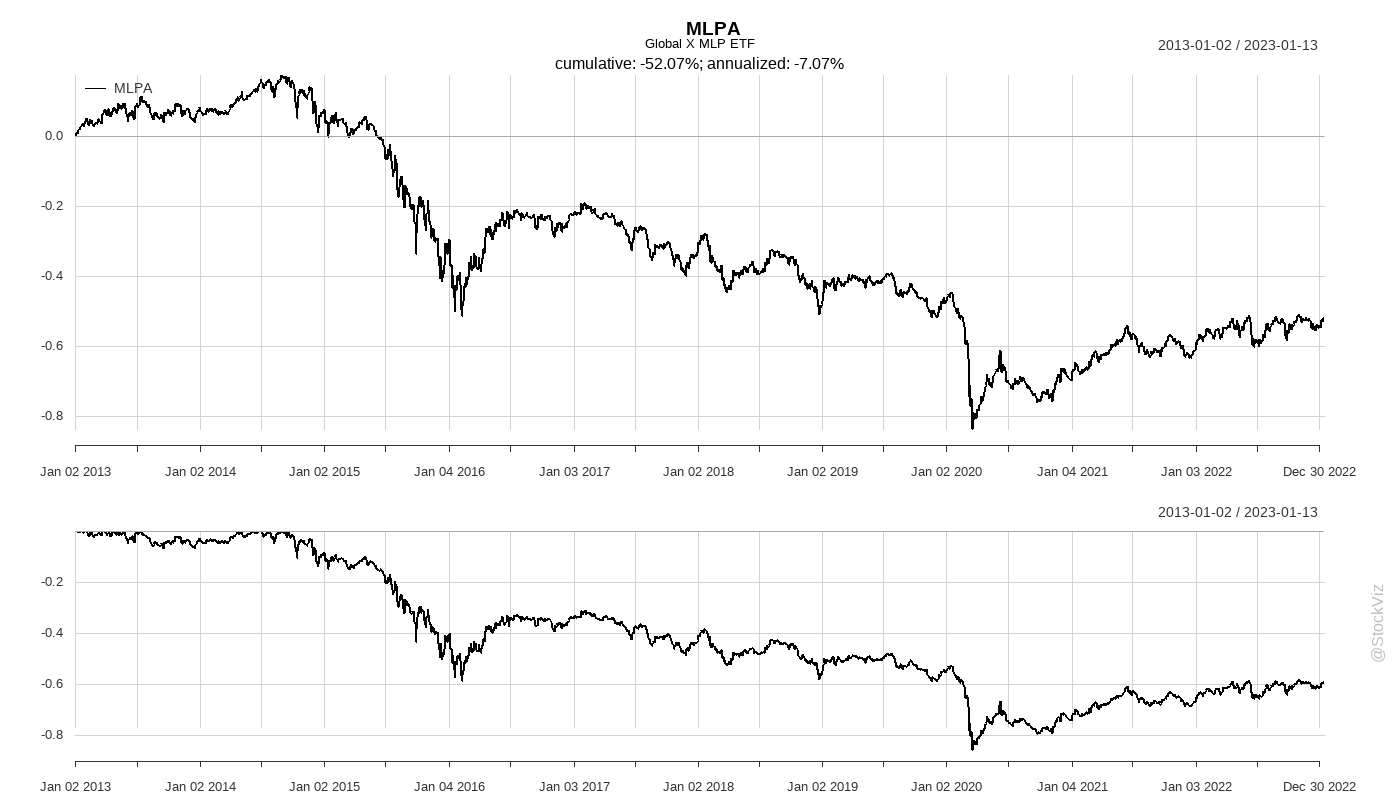 MLPA
Global X MLP ETF
2013-01-02 / 2023-01-13
cumulative: -52.07%; annualized: -7.07%
MLPA
0.0
-0.2
-0.4
-0.6
-0.8
Jan 02 2013 Jan 02 2014 Jan 02 2015 Jan 04 2016 Jan 03 2017 Jan 02 2018 Jan 02 2019 Jan 02 2020 Jan 04 2021 Jan 03 2022 Dec 30 2022
2013-01-02 / 2023-01-13
-0.2
-0.4
-0.6
-0.8
Jan 02 2013 Jan 02 2014 Jan 02 2015 Jan 04 2016 Jan 03 2017 Jan 02 2018 Jan 02 2019 Jan 02 2020 Jan 04 2021 Jan 03 2022 Dec 30 2022
@StockViz